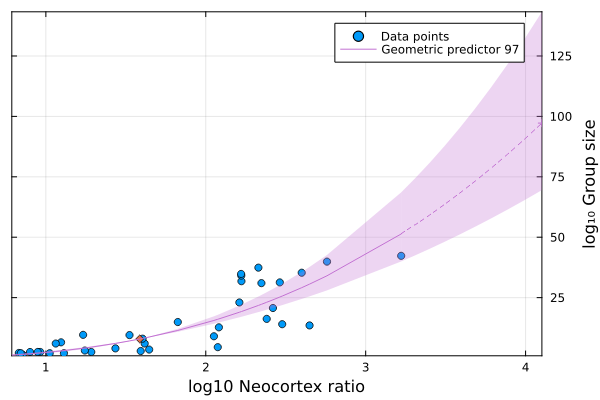 Data points
Geometric predictor 97
125
100
75
50
25
log₁₀ Group size
1
2
3
4
log10 Neocortex ratio